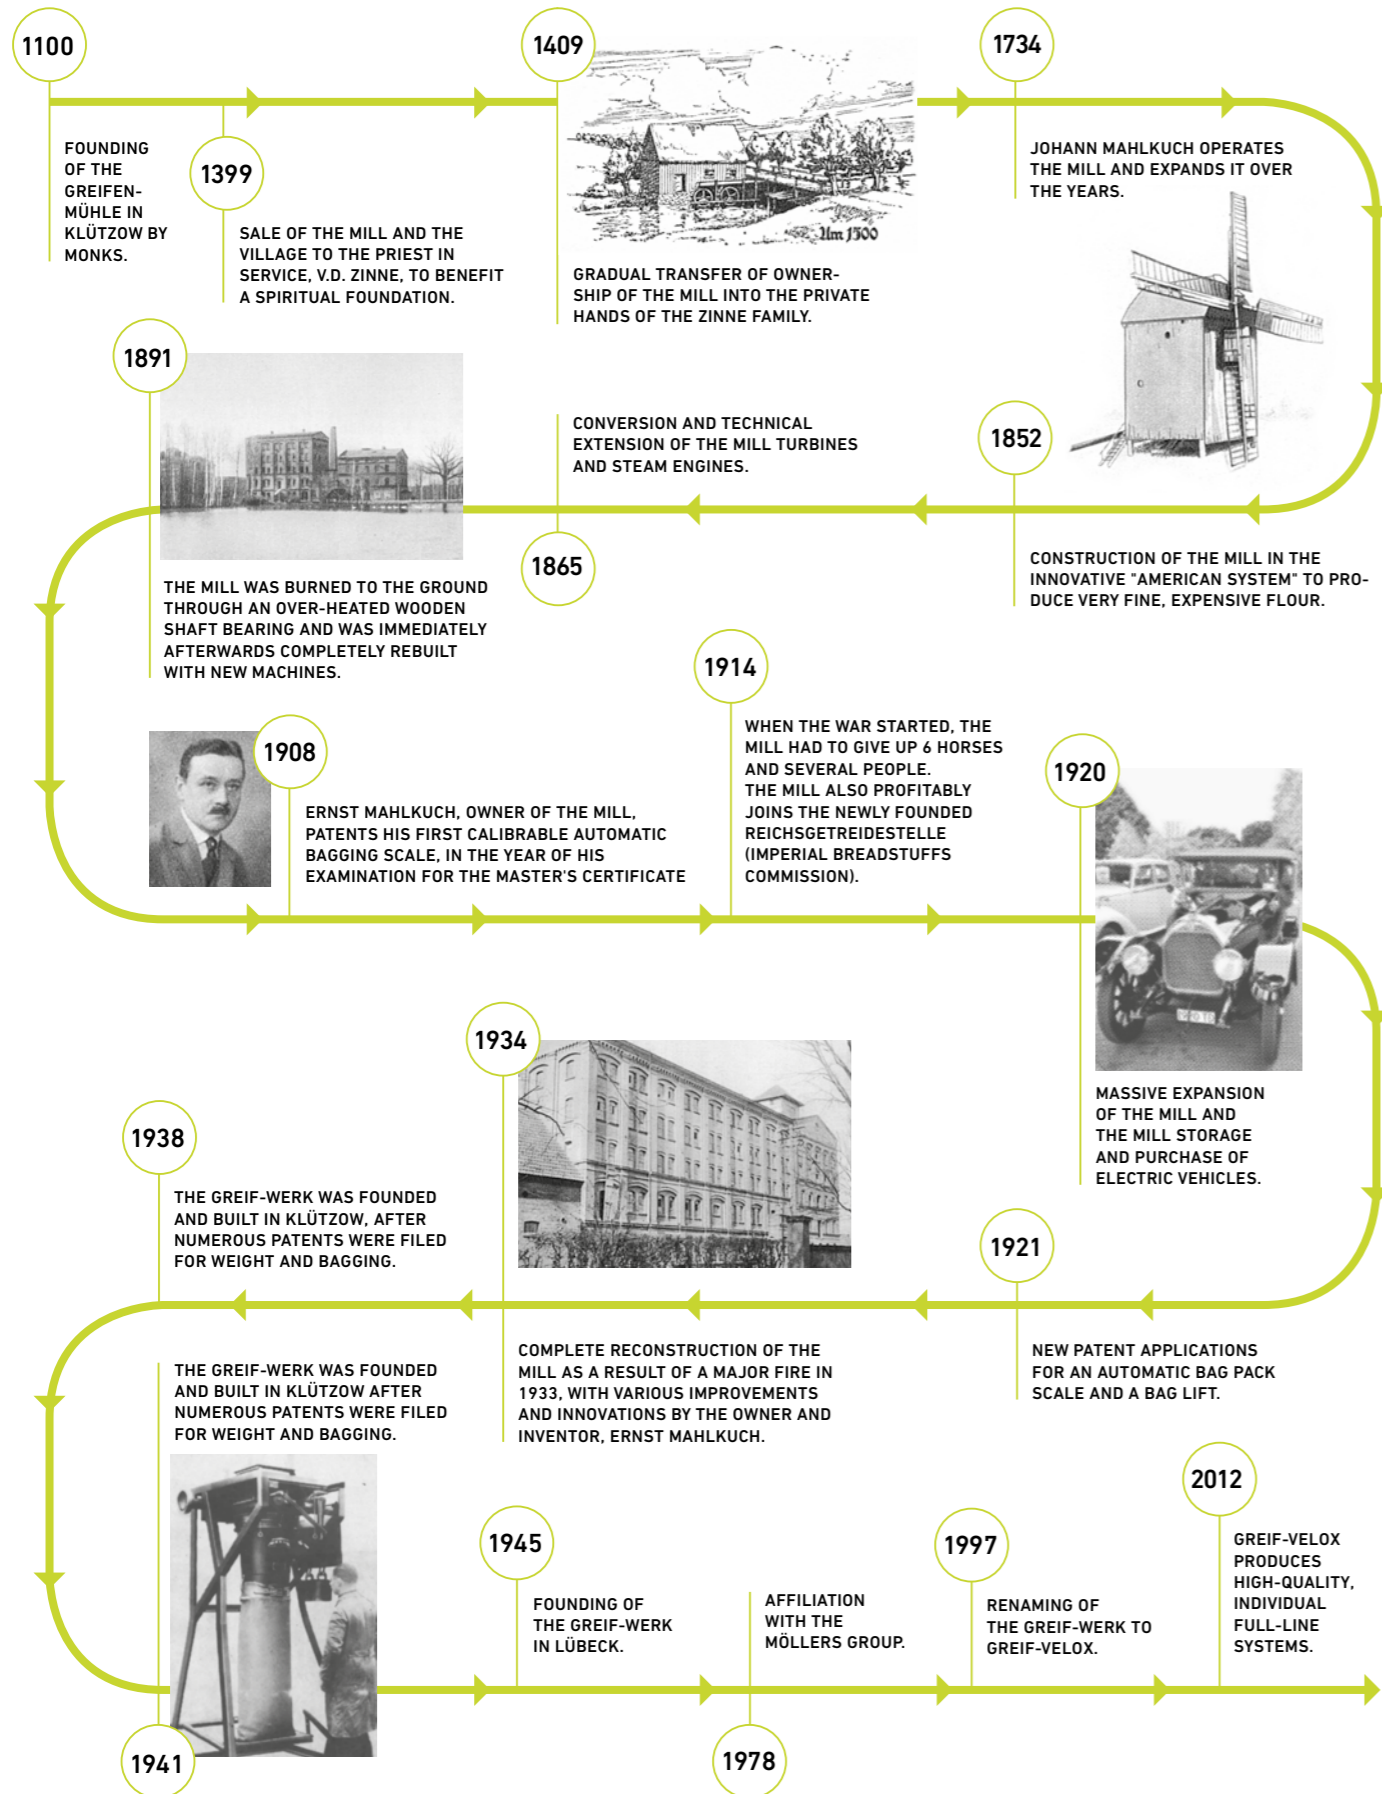 1100
FOUNDING
OF THE
GREIFEN-
MÜHLE IN
KLÜTZOW BY
MONKS.
1399
SALE OF THE MILL AND THE
VILLAGE TO THE PRIEST IN
SERVICE, V.D. ZINNE, TO BENEFIT
A SPIRITUAL FOUNDATION.
1409
Um 1300
GRADUAL TRANSFER OF OWNER-
SHIP OF THE MILL INTO THE PRIVATE
HANDS OF THE ZINNE FAMILY.
1734
JOHANN MAHLKUCH OPERATES
THE MILL AND EXPANDS IT OVER
THE YEARS.
1852
CONSTRUCTION OF THE MILL IN THE
INNOVATIVE "AMERICAN SYSTEM" TO PRO-
DUCE VERY FINE, EXPENSIVE FLOUR.
CONVERSION AND TECHNICAL
EXTENSION OF THE MILL TURBINES
AND STEAM ENGINES.
1865
1891
THE MILL WAS BURNED TO THE GROUND
THROUGH AN OVER-HEATED WOODEN
SHAFT BEARING AND WAS IMMEDIATELY
AFTERWARDS COMPLETELY REBUILT
WITH NEW MACHINES.
1908
ERNST MAHLKUCH, OWNER OF THE MILL,
PATENTS HIS FIRST CALIBRABLE AUTOMATIC
BAGGING SCALE, IN THE YEAR OF HIS
EXAMINATION FOR THE MASTER'S CERTIFICATE
1914
WHEN THE WAR STARTED, THE
MILL HAD TO GIVE UP 6 HORSES
AND SEVERAL PEOPLE.
THE MILL ALSO PROFITABLY
JOINS THE NEWLY FOUNDED
REICHSGETREIDESTELLE
(IMPERIAL BREADSTUFFS
COMMISSION).
1920
MASSIVE EXPANSION
OF THE MILL AND
THE MILL STORAGE
AND PURCHASE OF
ELECTRIC VEHICLES.
1921
NEW PATENT APPLICATIONS
FOR AN AUTOMATIC BAG PACK
SCALE AND A BAG LIFT.
1934
COMPLETE RECONSTRUCTION OF THE
MILL AS A RESULT OF A MAJOR FIRE IN
1933, WITH VARIOUS IMPROVEMENTS
AND INNOVATIONS BY THE OWNER AND
INVENTOR, ERNST MAHLKUCH.
1938
THE GREIF-WERK WAS FOUNDED
AND BUILT IN KLÜTZOW, AFTER
NUMEROUS PATENTS WERE FILED
FOR WEIGHT AND BAGGING.
THE GREIF-WERK WAS FOUNDED
AND BUILT IN KLÜTZOW AFTER
NUMEROUS PATENTS WERE FILED
FOR WEIGHT AND BAGGING.
1941
1945
FOUNDING OF
THE GREIF-WERK
IN LÜBECK.
AFFILIATION
WITH THE
MÖLLERS GROUP.
1978
1997
RENAMING OF
THE GREIF-WERK TO
GREIF-VELOX.
2012
GREIF-VELOX
PRODUCES
HIGH-QUALITY,
INDIVIDUAL
FULL-LINE
SYSTEMS.